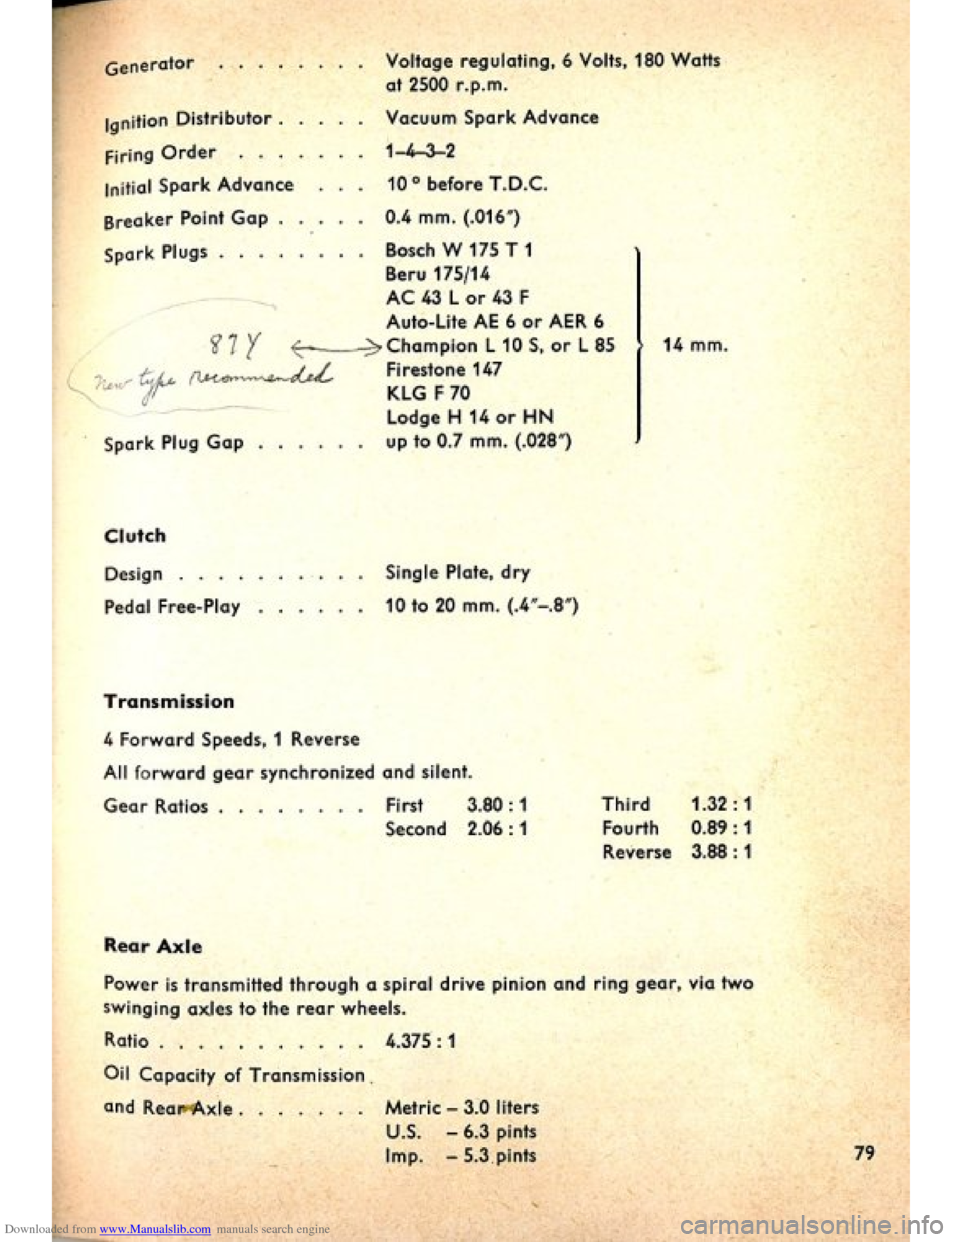 Generator . . . . . . . . Voltage regulating, 6 Volts, 180 Watts
at 2500 r.p.m.
Ignition Distributor . . . . . Vacuum Spark Advance
Firing Order . . . . . . . 1–4–3–2
Initial Spark Advance . . . 10° before T.D.C.
Breaker Point Gap . . . . . 0.4 mm. (.016")
Spark Plugs . . . . . . . . Bosch W 175 T 1
Beru 175/14
AC 43 L or 43 F
Auto-Lite AE 6 or AER 6
87Y Champion L 10 S, or L 85 14 mm.
New type recommended Firestone 147
KLG F 70
Lodge H 14 or HN
Spark Plug Gap . . . . . . up to 0.7 mm. (.028")
Clutch
Design . . . . . . . . . . Single Plate, dry
Pedal Free-Play . . . . . . 10 to 20 mm. (.4"–.8")
Transmission
4 Forward Speeds, 1 Reverse
All forward gear synchronized and silent.
Gear Ratios . . . . . . . . First 3.80 : 1 Third 1.32 : 1
Second 2.06 : 1 Fourth 0.89 : 1
Reverse 3.88 : 1
Rear Axle
Power is transmitted through a spiral drive pinion and ring gear, via two
swinging axles to the rear wheels.
Ratio . . . . . . . . . . . 4.375 : 1
Oil Capacity of Transmission
and Rear Axle . . . . . . . Metric – 3.0 liters
U.S. – 6.3 pints
Imp. – 5.3 pints
79
Downloaded from www.Manualslib.com manuals search engine
carmanualsonline.info